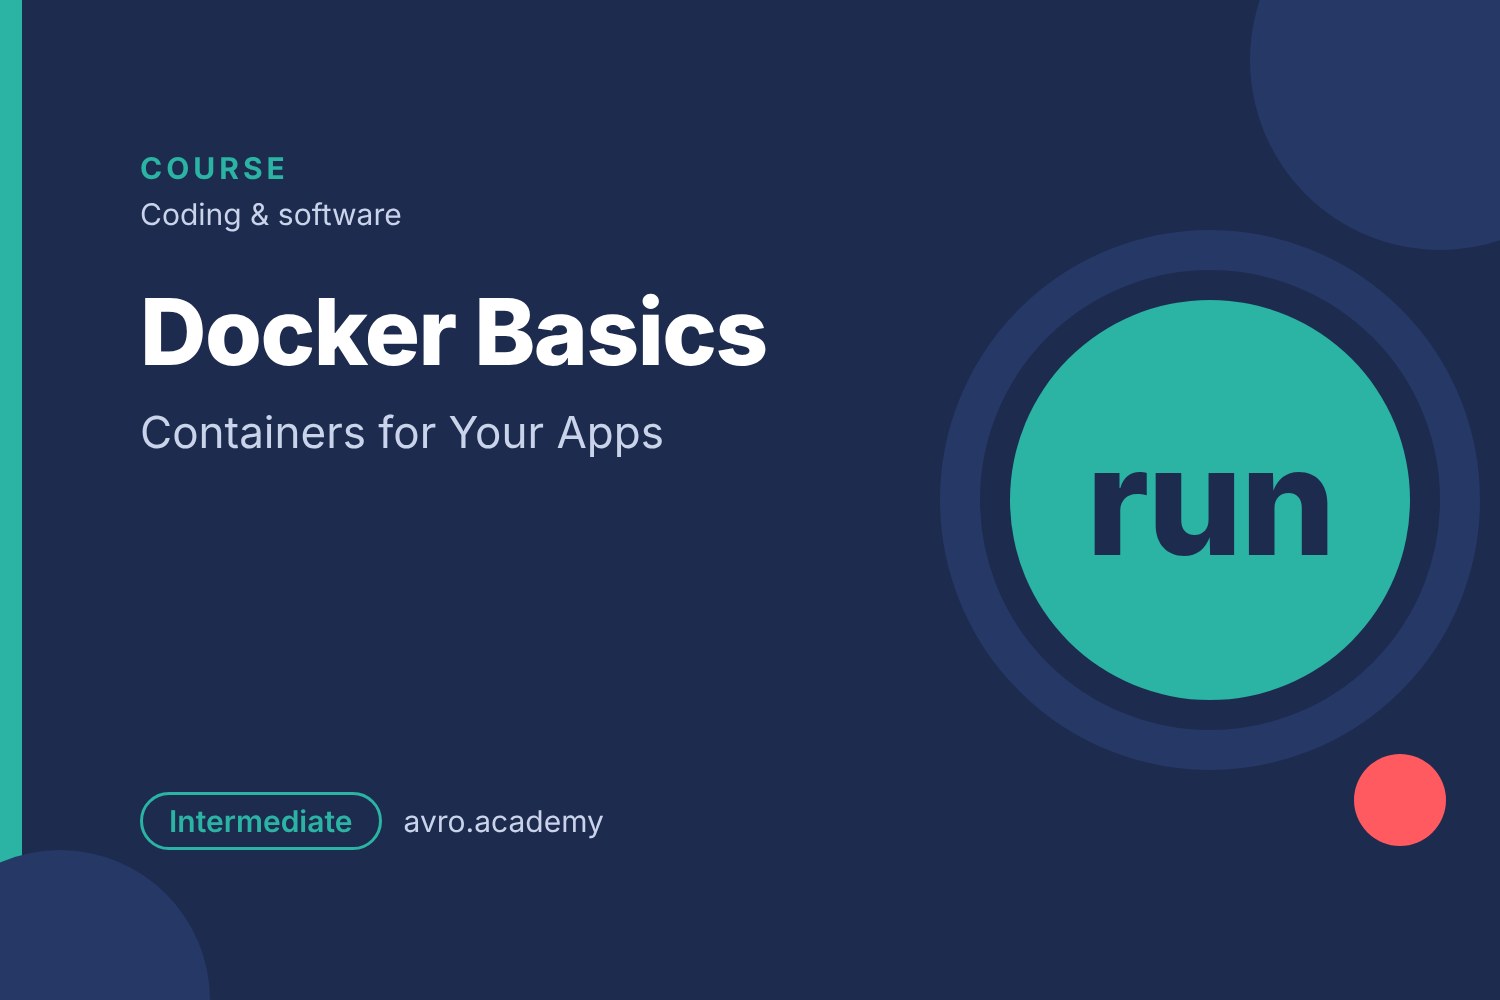 COURSE
Coding & software
Docker Basics
Containers for Your Apps
run
Intermediate
avro.academy